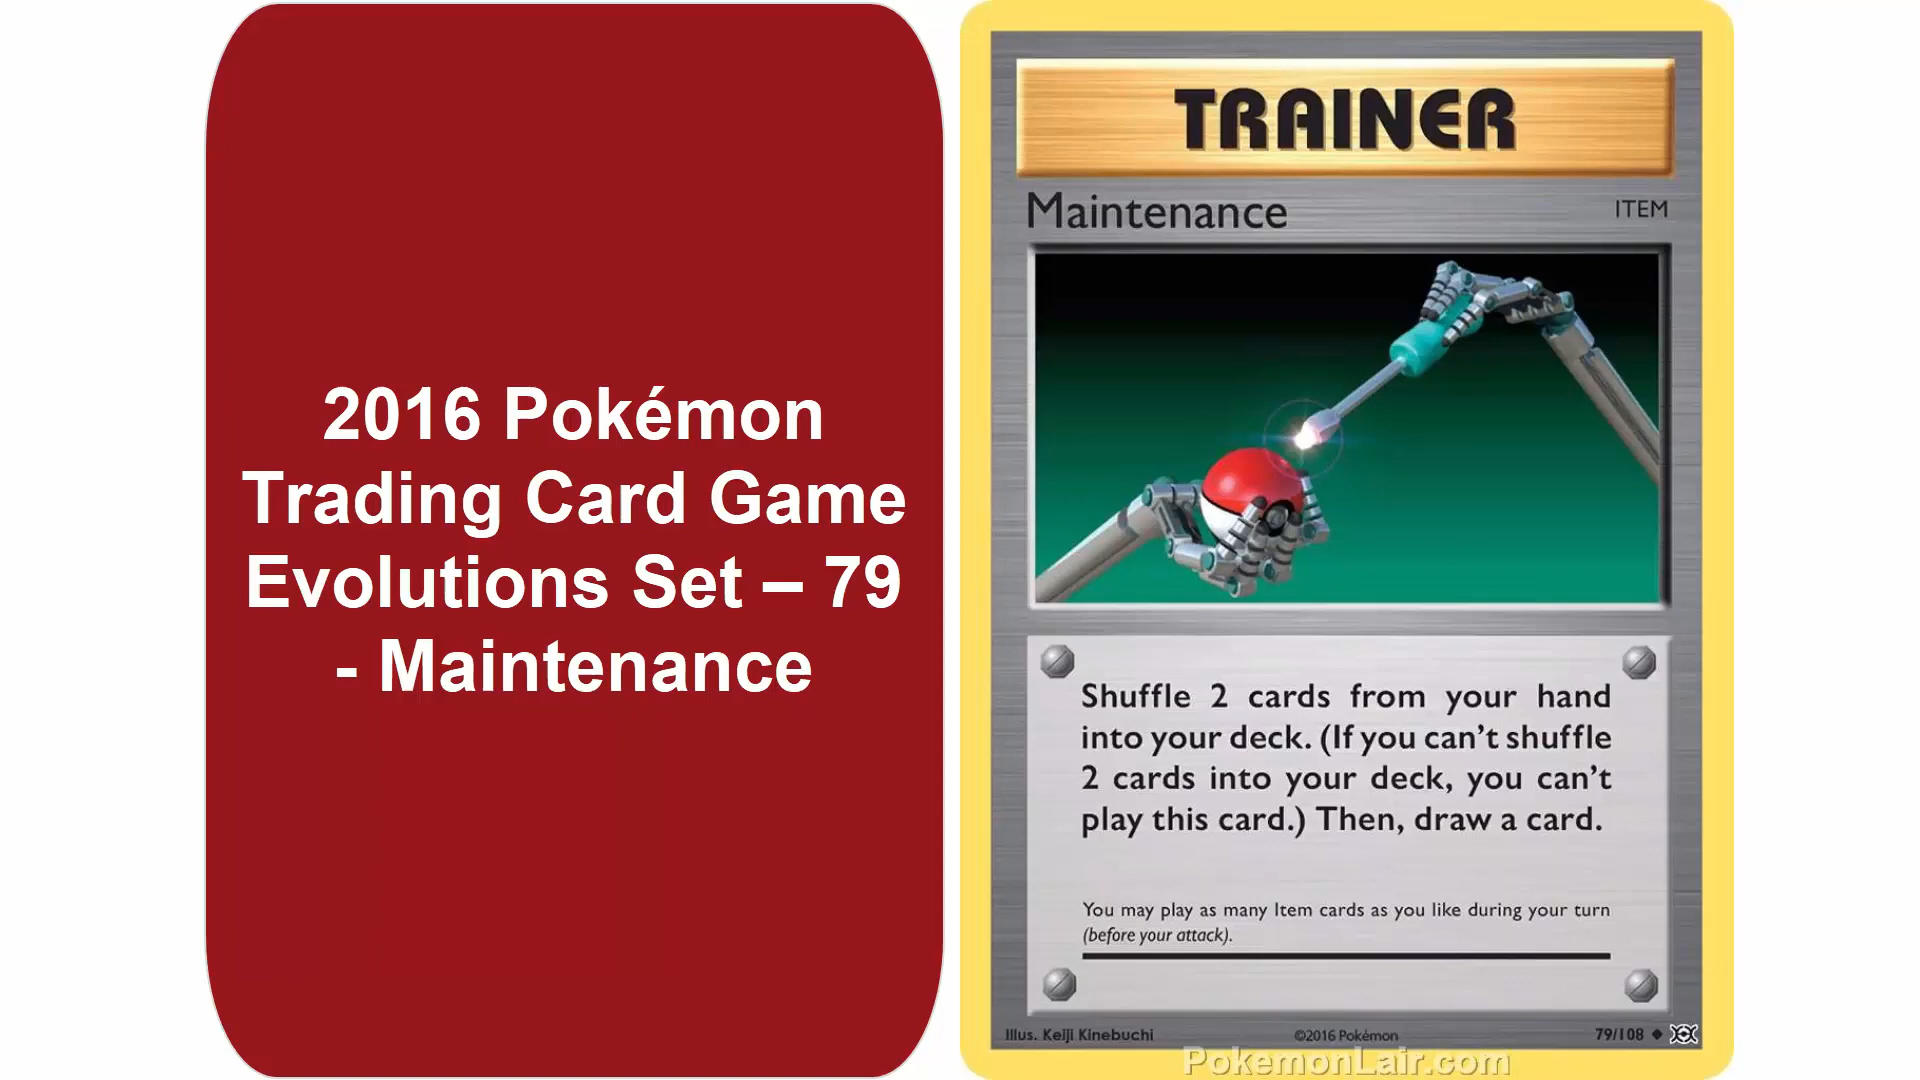 2016 Pokémon
Trading Card Game
Evolutions Set – 79
- Maintenance
TRAINER
Maintenance
ITEM
Shuffle 2 cards from your hand
into your deck. (If you can't shuffle
2 cards into your deck, you can't
play this card.) Then, draw a card.
You may play as many Item cards as you like during your turn
(before your attack).
Illus. Keiji Kinebuchi
©2016 Pokémon
79/108
PokemonLair.com